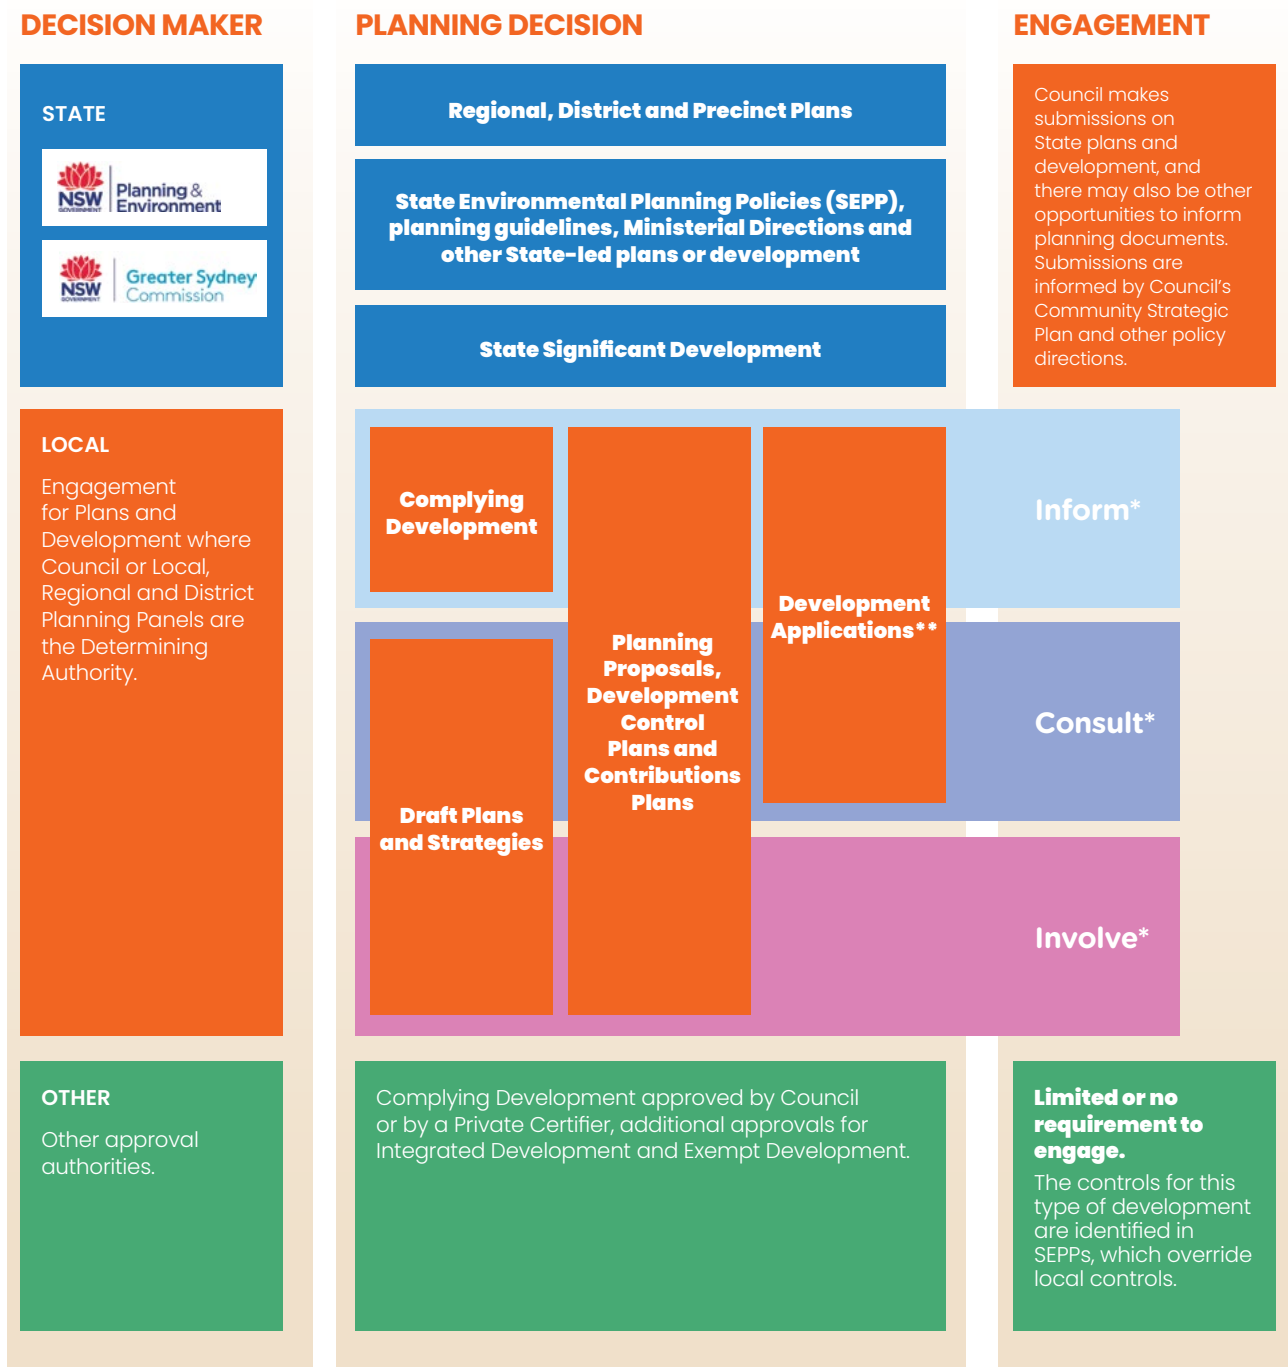 DECISION MAKER
PLANNING DECISION
ENGAGEMENT
STATE
NSW
GOVERNMENT
Planning &
Environment
NSW
GOVERNMENT
Greater Sydney
Commission
Regional, District and Precinct Plans
State Environmental Planning Policies (SEPP),
planning guidelines, Ministerial Directions and
other State-led plans or development
State Significant Development
Council makes
submissions on
State plans and
development, and
there may also be other
opportunities to inform
planning documents.
Submissions are
informed by Council's
Community Strategic
Plan and other policy
directions.
LOCAL
Engagement
for Plans and
Development where
Council or Local,
Regional and District
Planning Panels are
the Determining
Authority.
Complying
Development
Draft Plans
and Strategies
Planning
Proposals,
Development
Control
Plans and
Contributions
Plans
Development
Applications**
Inform*
Consult*
Involve*
OTHER
Other approval
authorities.
Complying Development approved by Council
or by a Private Certifier, additional approvals for
Integrated Development and Exempt Development.
Limited or no
requirement to
engage.
The controls for this
type of development
are identified in
SEPPs, which override
local controls.